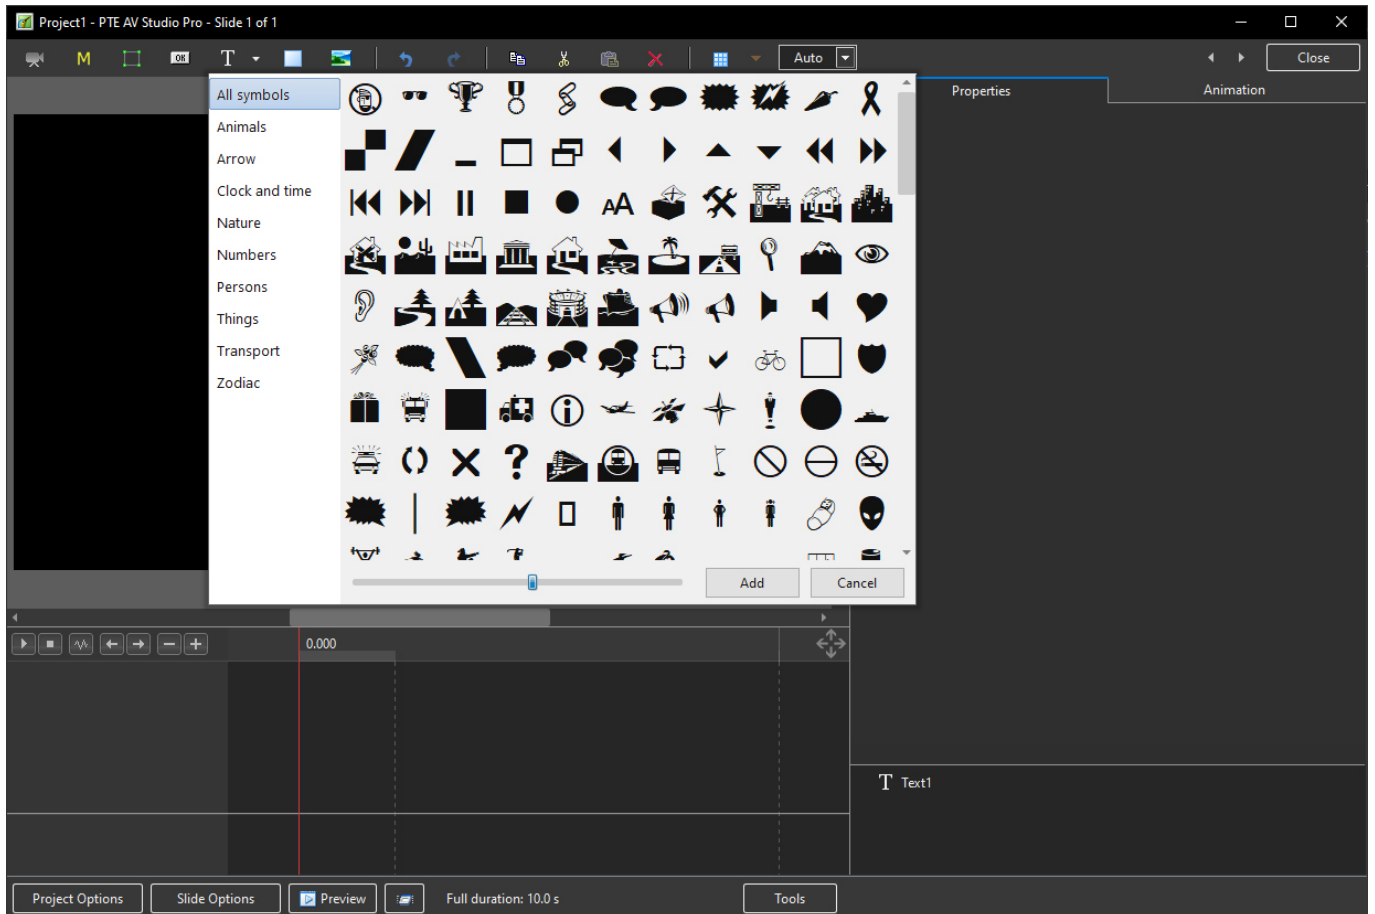 Project1 - PTE AV Studio Pro - Slide 1 of 1
M OK T Auto Close
All symbols
Animals
Arrow
Clock and time
Nature
Numbers
Persons
Things
Transport
Zodiac
AA
Add Cancel
Properties Animation
0.000
T Text1
Project Options Slide Options Preview Full duration: 10.0 s Tools